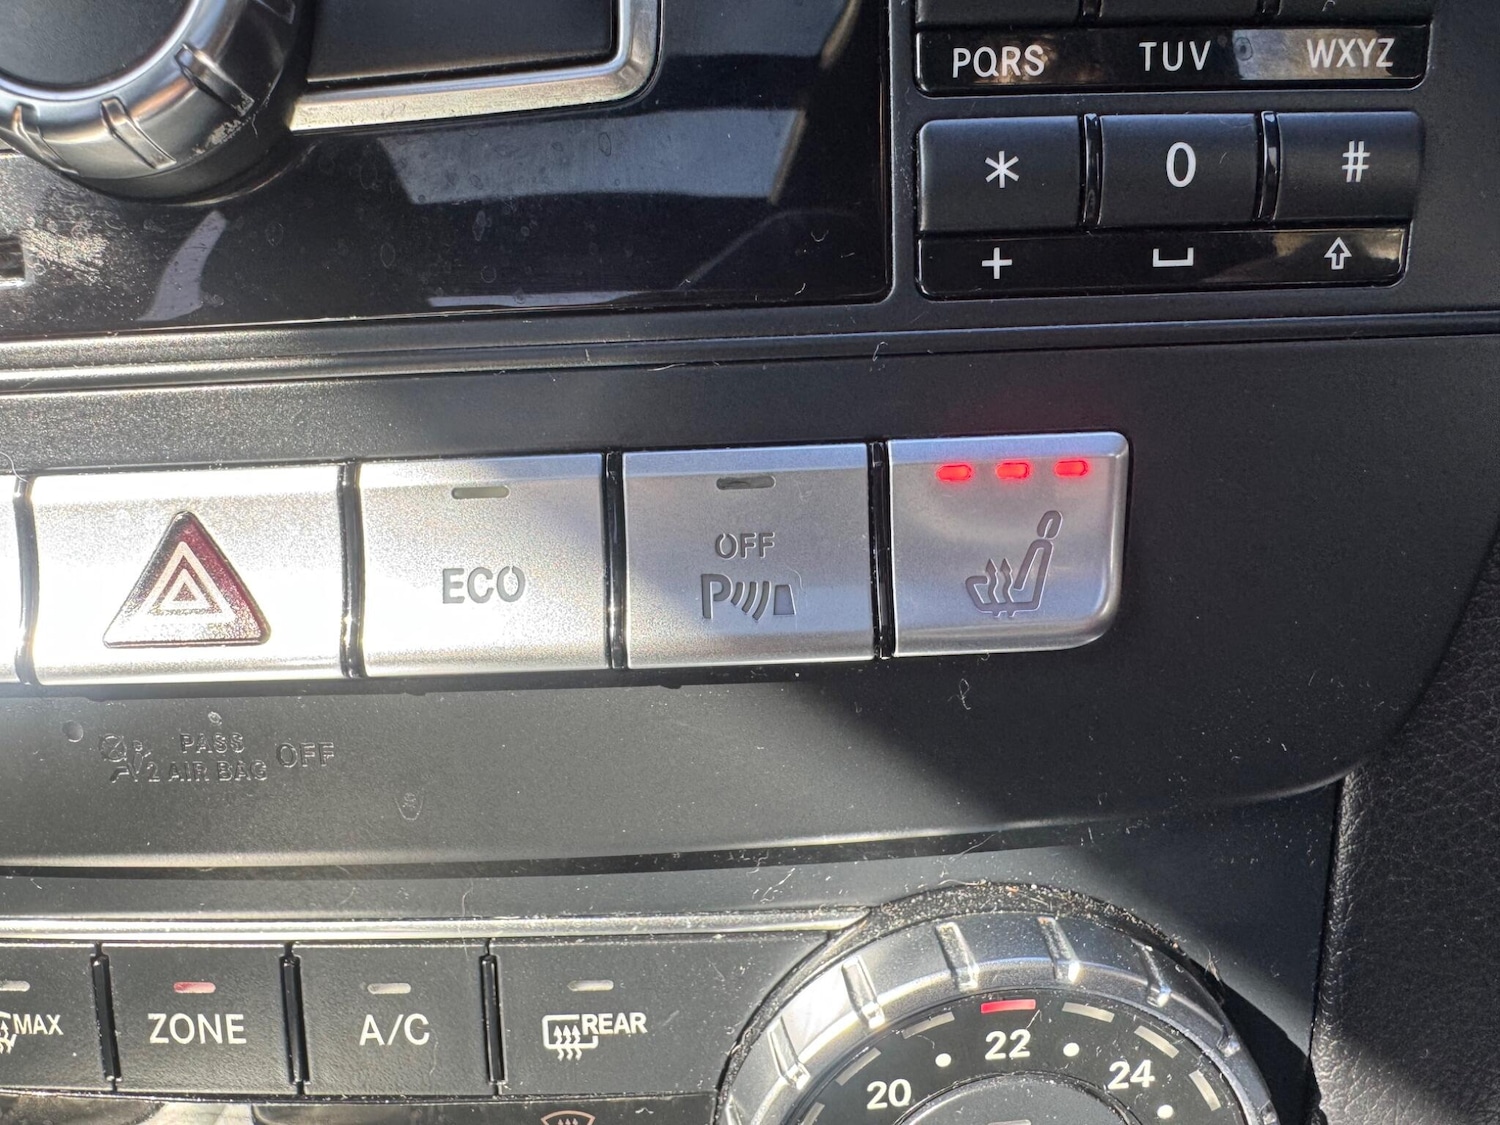 PQRS TUV WXYZ
* 0 #
+
OFF
ECO P
PASS
AIR BAG OFF
MAX ZONE A/C REAR
22
20 24